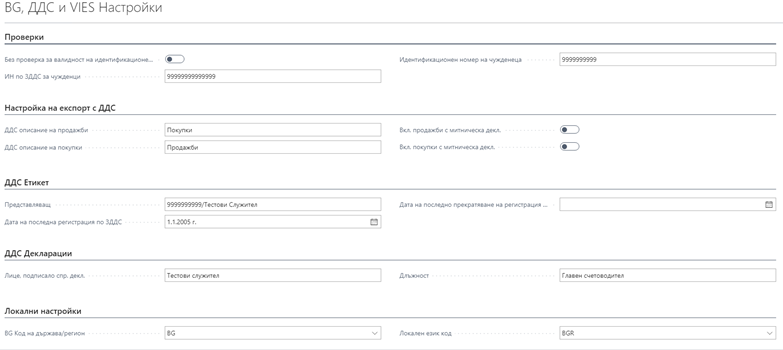 BG, ДДС и VIES Настройки
Проверки
Без проверка за валидност на идентификационе...
Идентификационен номер на чужденеца 9999999999
ИН по ЗДДС за чужденци 99999999999999
Настройка на експорт с ДДС
ДДС описание на продажби Покупки
Вкл. продажби с митническа декл.
ДДС описание на покупки Продажби
Вкл. покупки с митническа декл.
ДДС Етикет
Представляващ 9999999999/Тестови Служител
Дата на последно прекратяване на регистрация ...
Дата на последна регистрация по ЗДДС 1.1.2005 г.
ДДС Декларации
Лице, подписало спр. декл. Тестови служител
Длъжност Главен счетоводител
Локални настройки
BG Код на държава/регион BG
Локален език код BGR